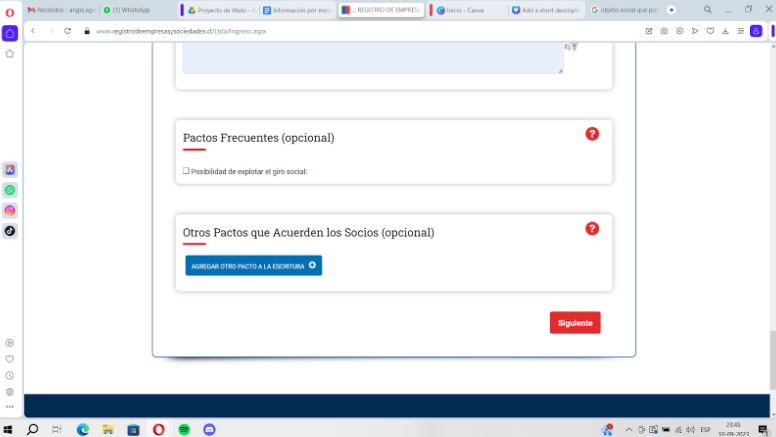 Recibidos - angie.ag
(1) WhatsApp
Proyecto de título - G
Información por mod
.:: REGISTRO DE EMPRESA
Inicio - Canva
Add a short descripti
objeto social que por
www.registrodeempresasysociedades.cl/Ltda/Ingreso.aspx
Pactos Frecuentes (opcional)
?
Posibilidad de explotar el giro social:
Otros Pactos que Acuerden los Socios (opcional)
?
AGREGAR OTRO PACTO A LA ESCRITURA
Siguiente
ESP
23:45
10-09-2023